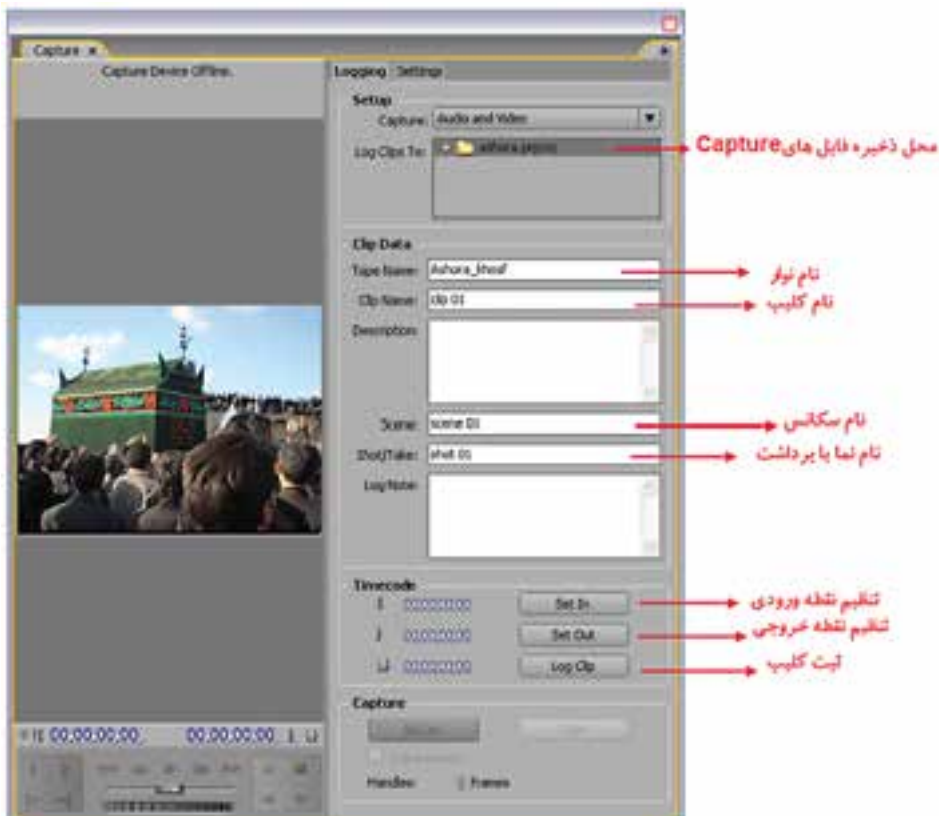 Capture
Capture Device Offline.
Logging Settings
Setup
Capture: Audio and Video
Log Clips To:
محل ذخیره فایل هایCapture
Clip Data
Tape Name:
نام نوار
Clip Name: clip 01
نام کلیپ
Description:
Scene: scene 01
نام سکانس
Shot/Take: shot 01
نام نما یا برداشت
Log Note:
Timecode
00;00;00;00 Set In
تنظیم نقطه ورودی
00;00;00;00 Set Out
تنظیم نقطه خروجی
00;00;00;00 Log Clip
ثبت کلیپ
Capture
Handles: Frames
00;00;00;00 00;00;00;00